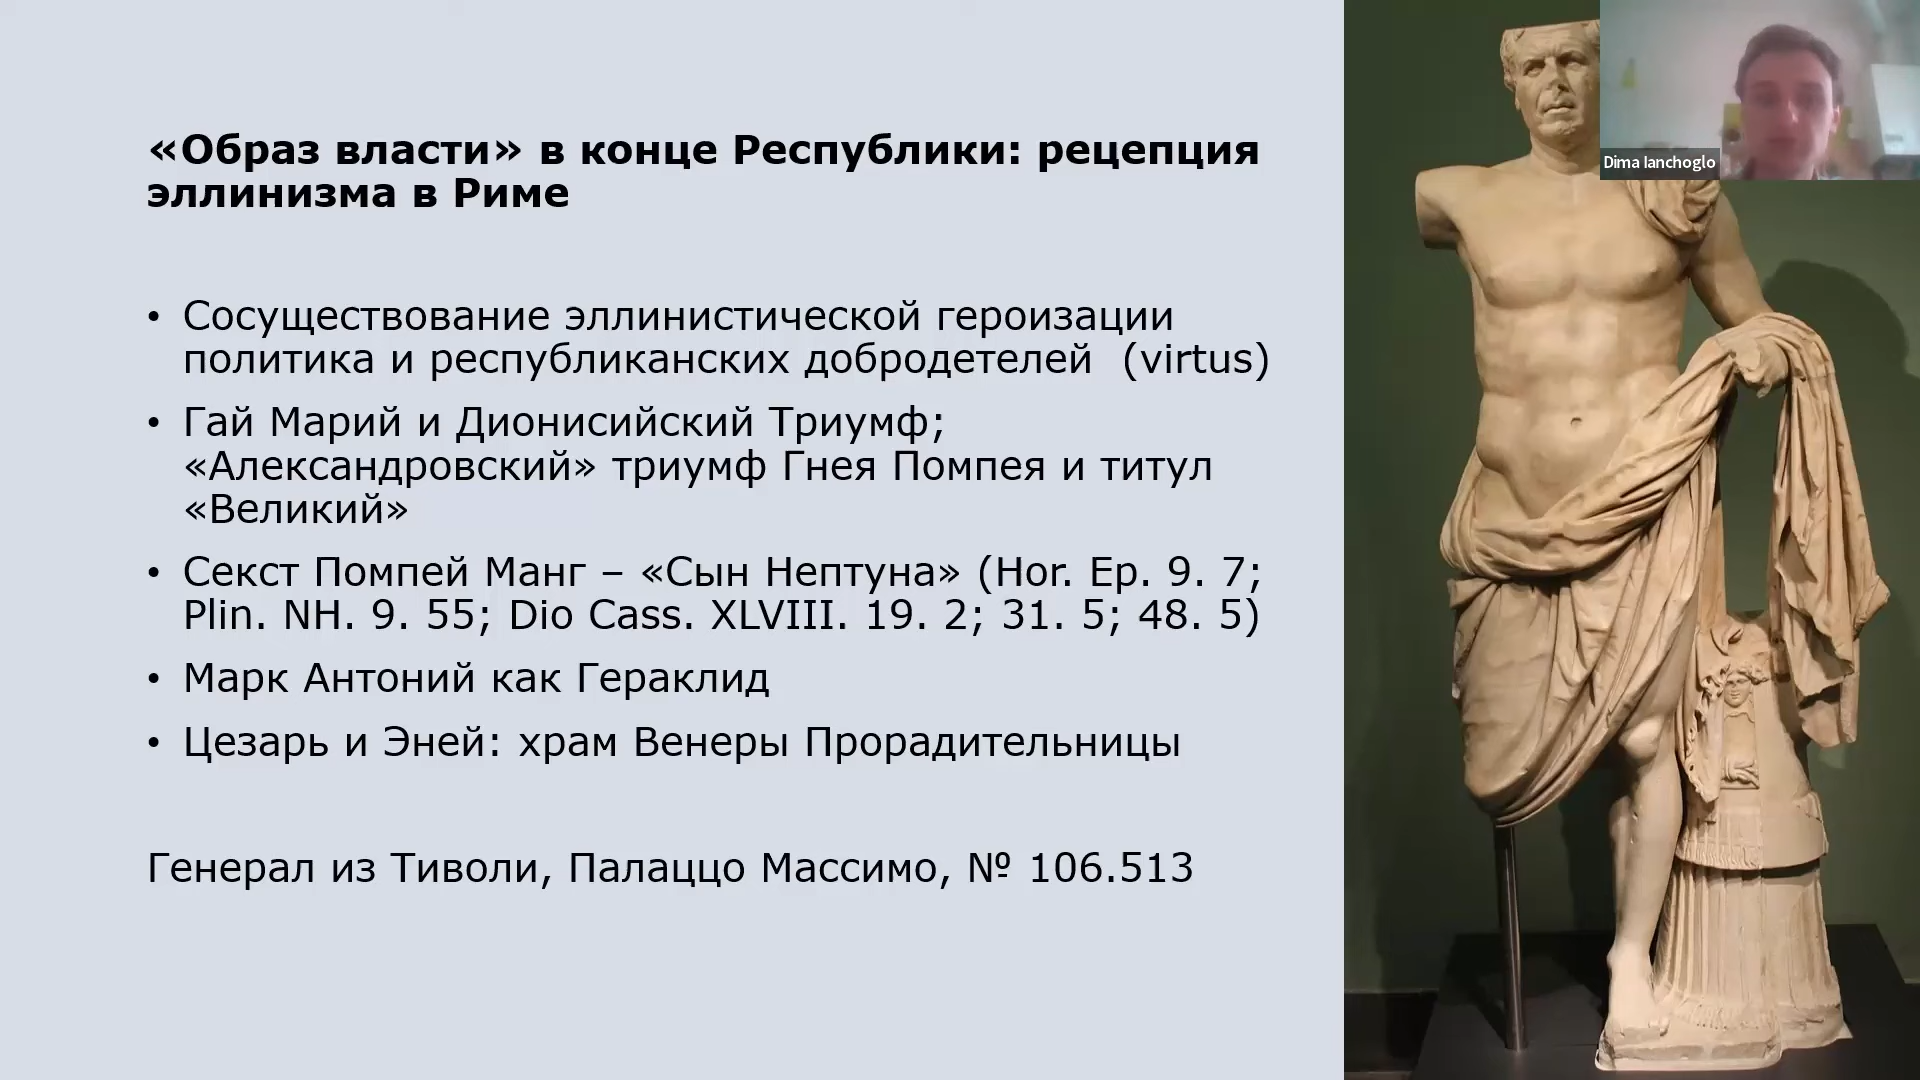 «Образ власти» в конце Республики: рецепция
эллинизма в Риме
• Сосуществование эллинистической героизации
политика и республиканских добродетелей (virtus)
• Гай Марий и Дионисийский Триумф;
«Александровский» триумф Гнея Помпея и титул
«Великий»
• Секст Помпей Манг – «Сын Нептуна» (Hor. Ep. 9. 7;
Plin. NH. 9. 55; Dio Cass. XLVIII. 19. 2; 31. 5; 48. 5)
• Марк Антоний как Гераклид
• Цезарь и Эней: храм Венеры Прорадительницы
Генерал из Тиволи, Палаццо Массимо, № 106.513
Dima Ianchoglo